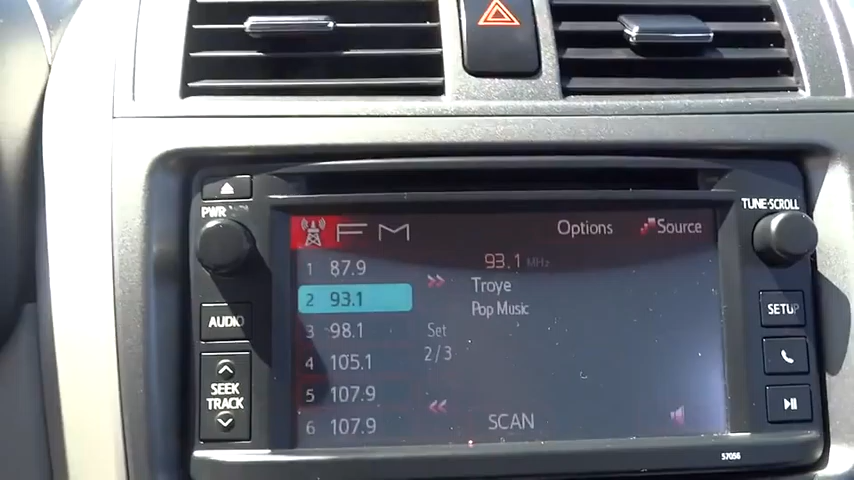 PWR
TUNE·SCROLL
FM
Options
Source
1 87.9
2 93.1
3 98.1
4 105.1
5 107.9
6 107.9
93.1 MHz
Troye
Pop Music
Set
2/3
SCAN
AUDIO
SEEK
TRACK
SETUP
57056